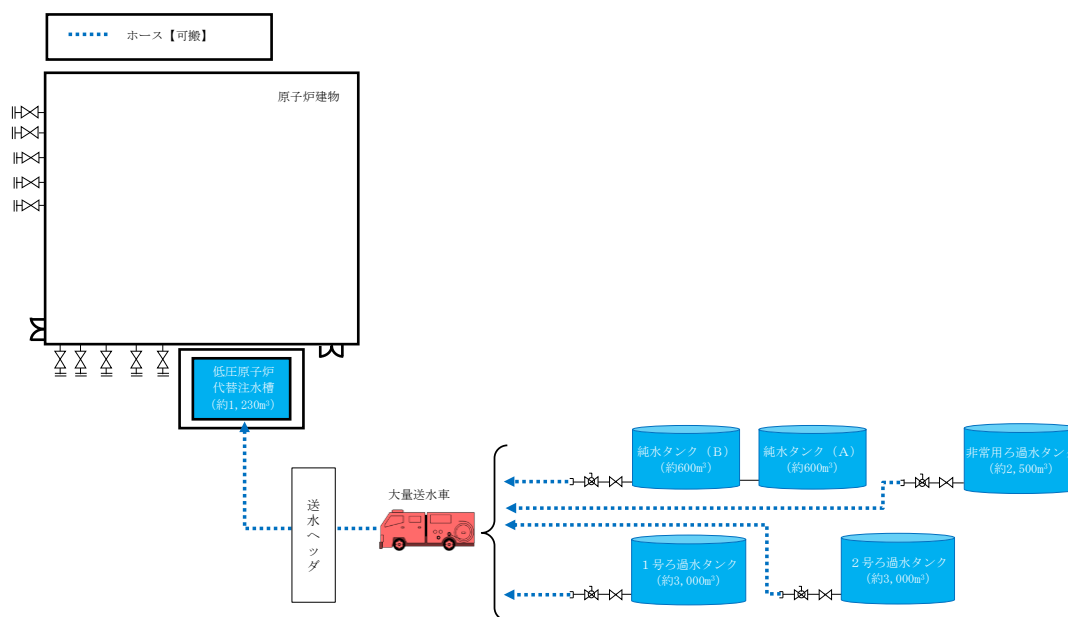 ホース【可搬】
原子炉建物
低圧原子炉
代替注水槽
(約1,230m³)
純水タンク（B）
(約600m³)
純水タンク（A）
(約600m³)
非常用ろ過水タンク
(約2,500m³)
大量送水車
送水ヘッダ
1号ろ過水タンク
(約3,000m³)
2号ろ過水タンク
(約3,000m³)